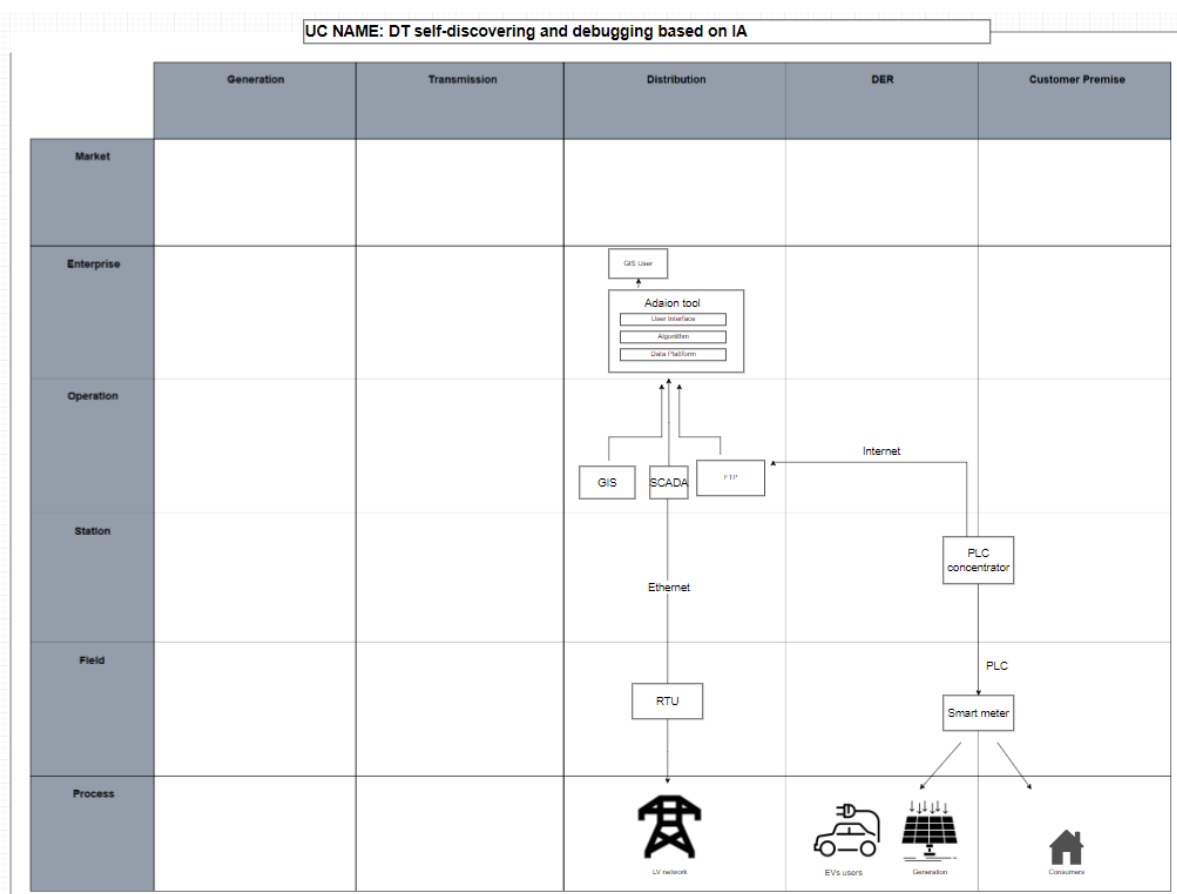 UC NAME: DT self-discovering and debugging based on IA
Generation
Transmission
Distribution
DER
Customer Premise
Market
Enterprise
GIS User
Adaion tool
User Interface
Algorithm
Data Platform
Operation
Internet
GIS
SCADA
FTP
Station
PLC
concentrator
Ethernet
Field
PLC
RTU
Smart meter
Process
LV network
EVs users
Generation
Consumers